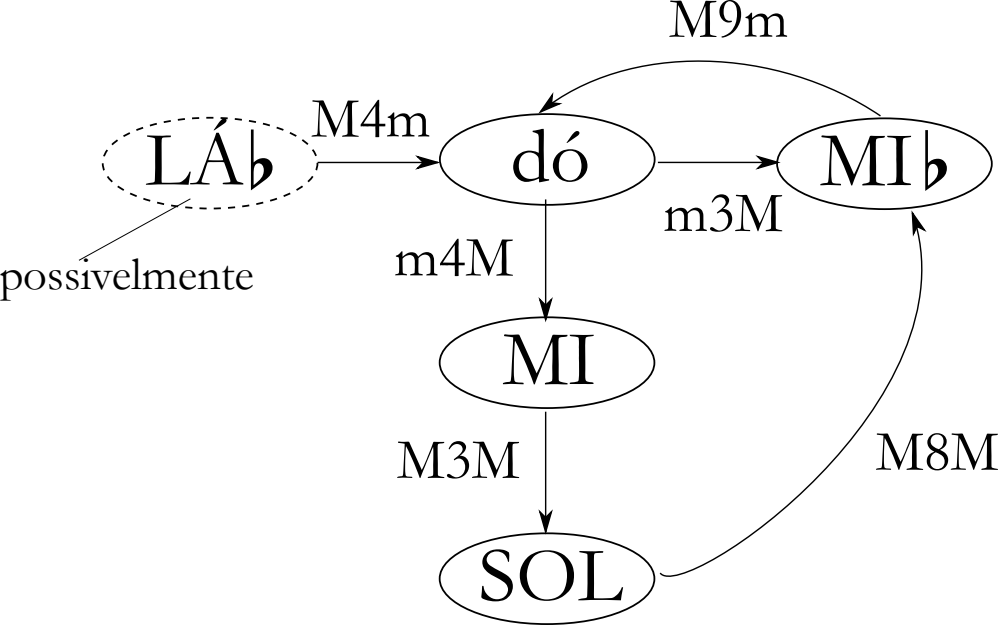 M9m
M4m
LÁ♭
dó
MI♭
m3M
m4M
possivelmente
MI
M3M
M8M
SOL